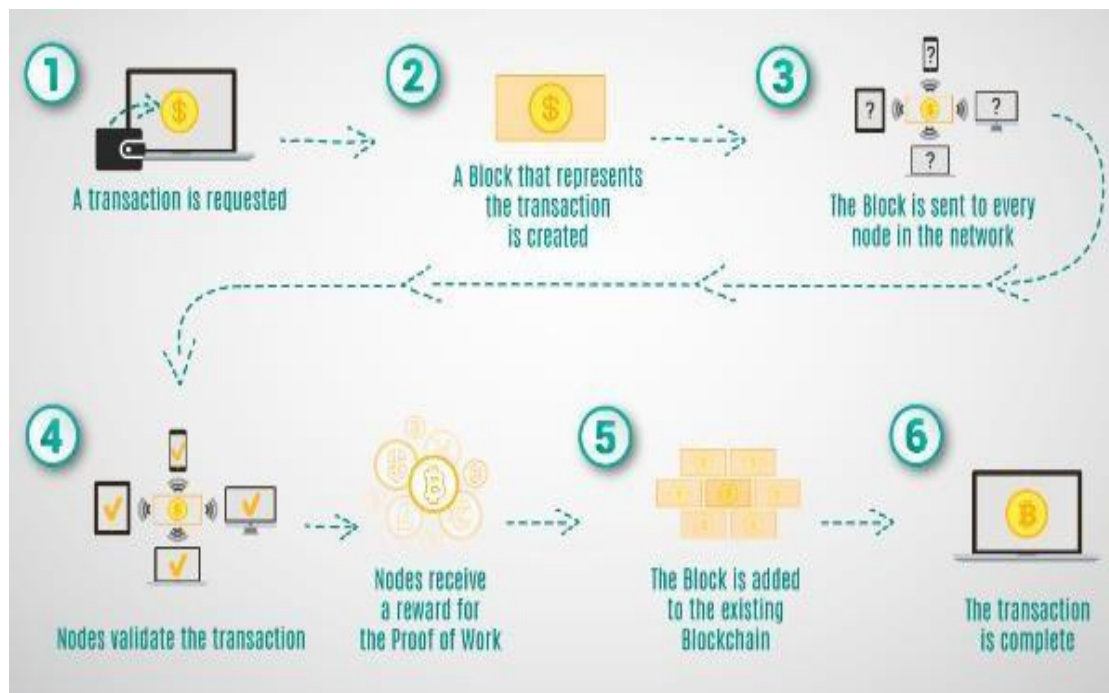 1
A transaction is requested
2
A Block that represents
the transaction
is created
3
?
?
?
?
The Block is sent to every
node in the network
4
Nodes validate the transaction
Nodes receive
a reward for
the Proof of Work
5
The Block is added
to the existing
Blockchain
6
The transaction
is complete